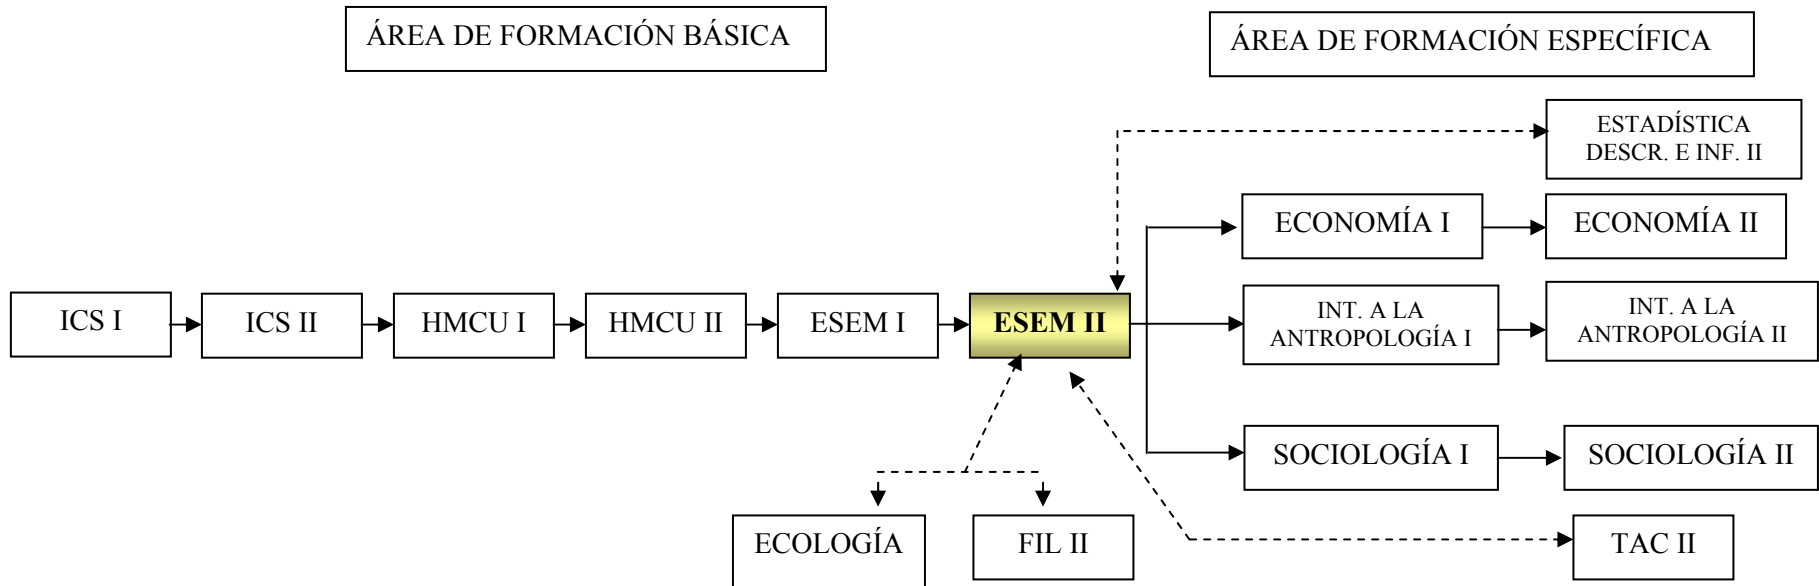 ÁREA DE FORMACIÓN BÁSICA
ÁREA DE FORMACIÓN ESPECÍFICA
ESTADÍSTICA
DESCR. E INF. II
ECONOMÍA I
ECONOMÍA II
ICS I
ICS II
HMCU I
HMCU II
ESEM I
ESEM II
INT. A LA
ANTROPOLOGÍA I
INT. A LA
ANTROPOLOGÍA II
SOCIOLOGÍA I
SOCIOLOGÍA II
ECOLOGÍA
FIL II
TAC II